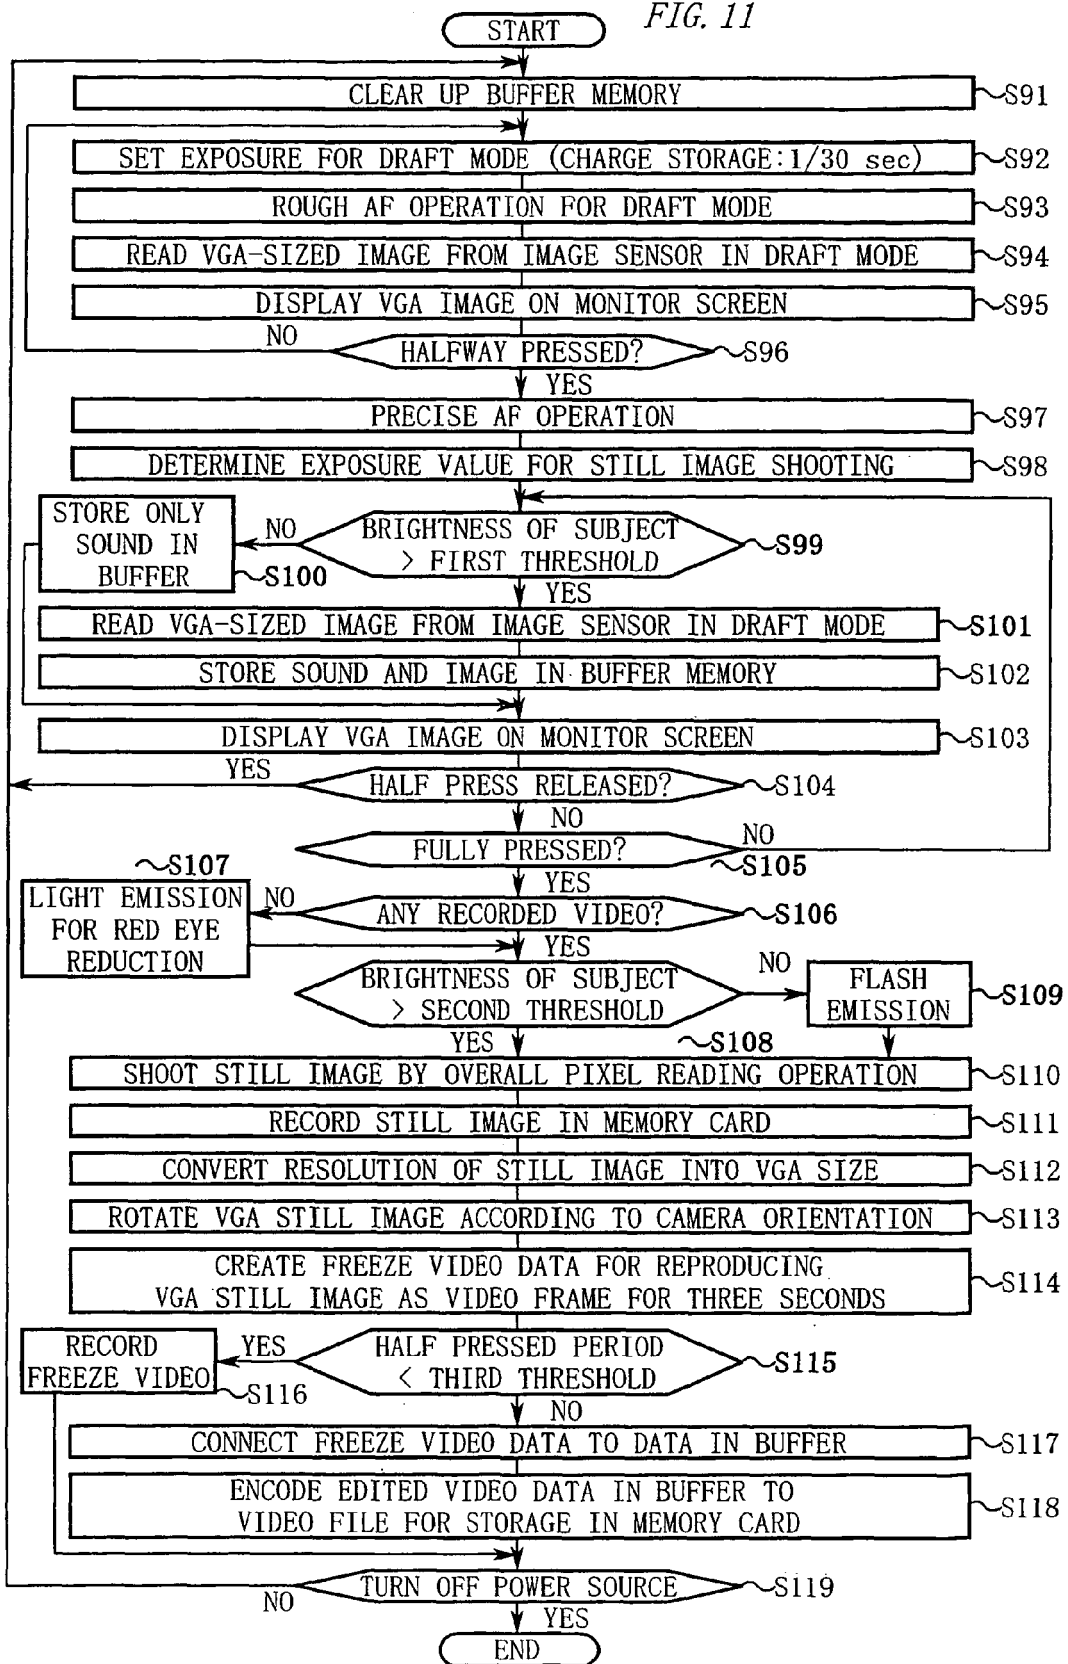 FIG. 11
START
CLEAR UP BUFFER MEMORY
S91
SET EXPOSURE FOR DRAFT MODE (CHARGE STORAGE:1/30 sec)
S92
ROUGH AF OPERATION FOR DRAFT MODE
S93
READ VGA-SIZED IMAGE FROM IMAGE SENSOR IN DRAFT MODE
S94
DISPLAY VGA IMAGE ON MONITOR SCREEN
S95
NO
HALFWAY PRESSED?
S96
YES
PRECISE AF OPERATION
S97
DETERMINE EXPOSURE VALUE FOR STILL IMAGE SHOOTING
S98
STORE ONLY
SOUND IN
BUFFER
S100
NO
BRIGHTNESS OF SUBJECT
> FIRST THRESHOLD
S99
YES
READ VGA-SIZED IMAGE FROM IMAGE SENSOR IN DRAFT MODE
S101
STORE SOUND AND IMAGE IN BUFFER MEMORY
S102
DISPLAY VGA IMAGE ON MONITOR SCREEN
S103
YES
HALF PRESS RELEASED?
S104
NO
FULLY PRESSED?
NO
S105
YES
S107
LIGHT EMISSION
FOR RED EYE
REDUCTION
NO
ANY RECORDED VIDEO?
S106
YES
BRIGHTNESS OF SUBJECT
> SECOND THRESHOLD
NO
FLASH
EMISSION
S109
YES
S108
SHOOT STILL IMAGE BY OVERALL PIXEL READING OPERATION
S110
RECORD STILL IMAGE IN MEMORY CARD
S111
CONVERT RESOLUTION OF STILL IMAGE INTO VGA SIZE
S112
ROTATE VGA STILL IMAGE ACCORDING TO CAMERA ORIENTATION
S113
CREATE FREEZE VIDEO DATA FOR REPRODUCING
VGA STILL IMAGE AS VIDEO FRAME FOR THREE SECONDS
S114
RECORD
FREEZE VIDEO
S116
YES
HALF PRESSED PERIOD
< THIRD THRESHOLD
S115
NO
CONNECT FREEZE VIDEO DATA TO DATA IN BUFFER
S117
ENCODE EDITED VIDEO DATA IN BUFFER TO
VIDEO FILE FOR STORAGE IN MEMORY CARD
S118
TURN OFF POWER SOURCE
S119
NO
YES
END